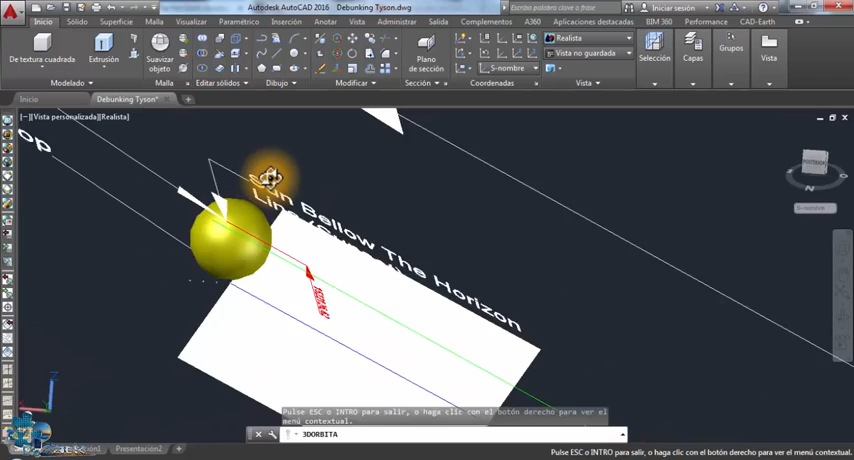 Autodesk AutoCAD 2016 Debunking Tyson.dwg
Escriba palabra clave o frase
Iniciar sesión
Inicio Sólido Superficie Malla Visualizar Paramétrico Insertar Anotar Vista Administrar Salida Complementos A360 Aplicaciones destacadas BIM 360 Performance CAD-Earth
De textura cuadrada
Extrusión
Suavizar objeto
Plano de sección
S-nombre
Realista
Vista no guardada
Selección
Capas
Grupos
Vista
Modelado Malla Editar sólidos Dibujo Modificar Sección Coordenadas Vista
Inicio Debunking Tyson*
[−][Vista personalizada][Realista]
op
Sun Bellow The Horizon
Line
N
S-nombre
Z
Pulse ESC o INTRO para salir, o haga clic con el botón derecho para ver el
menú contextual.
3DORBITA
Presentación2
Pulse ESC o INTRO para salir, o haga clic con el botón derecho para ver el menú contextual.